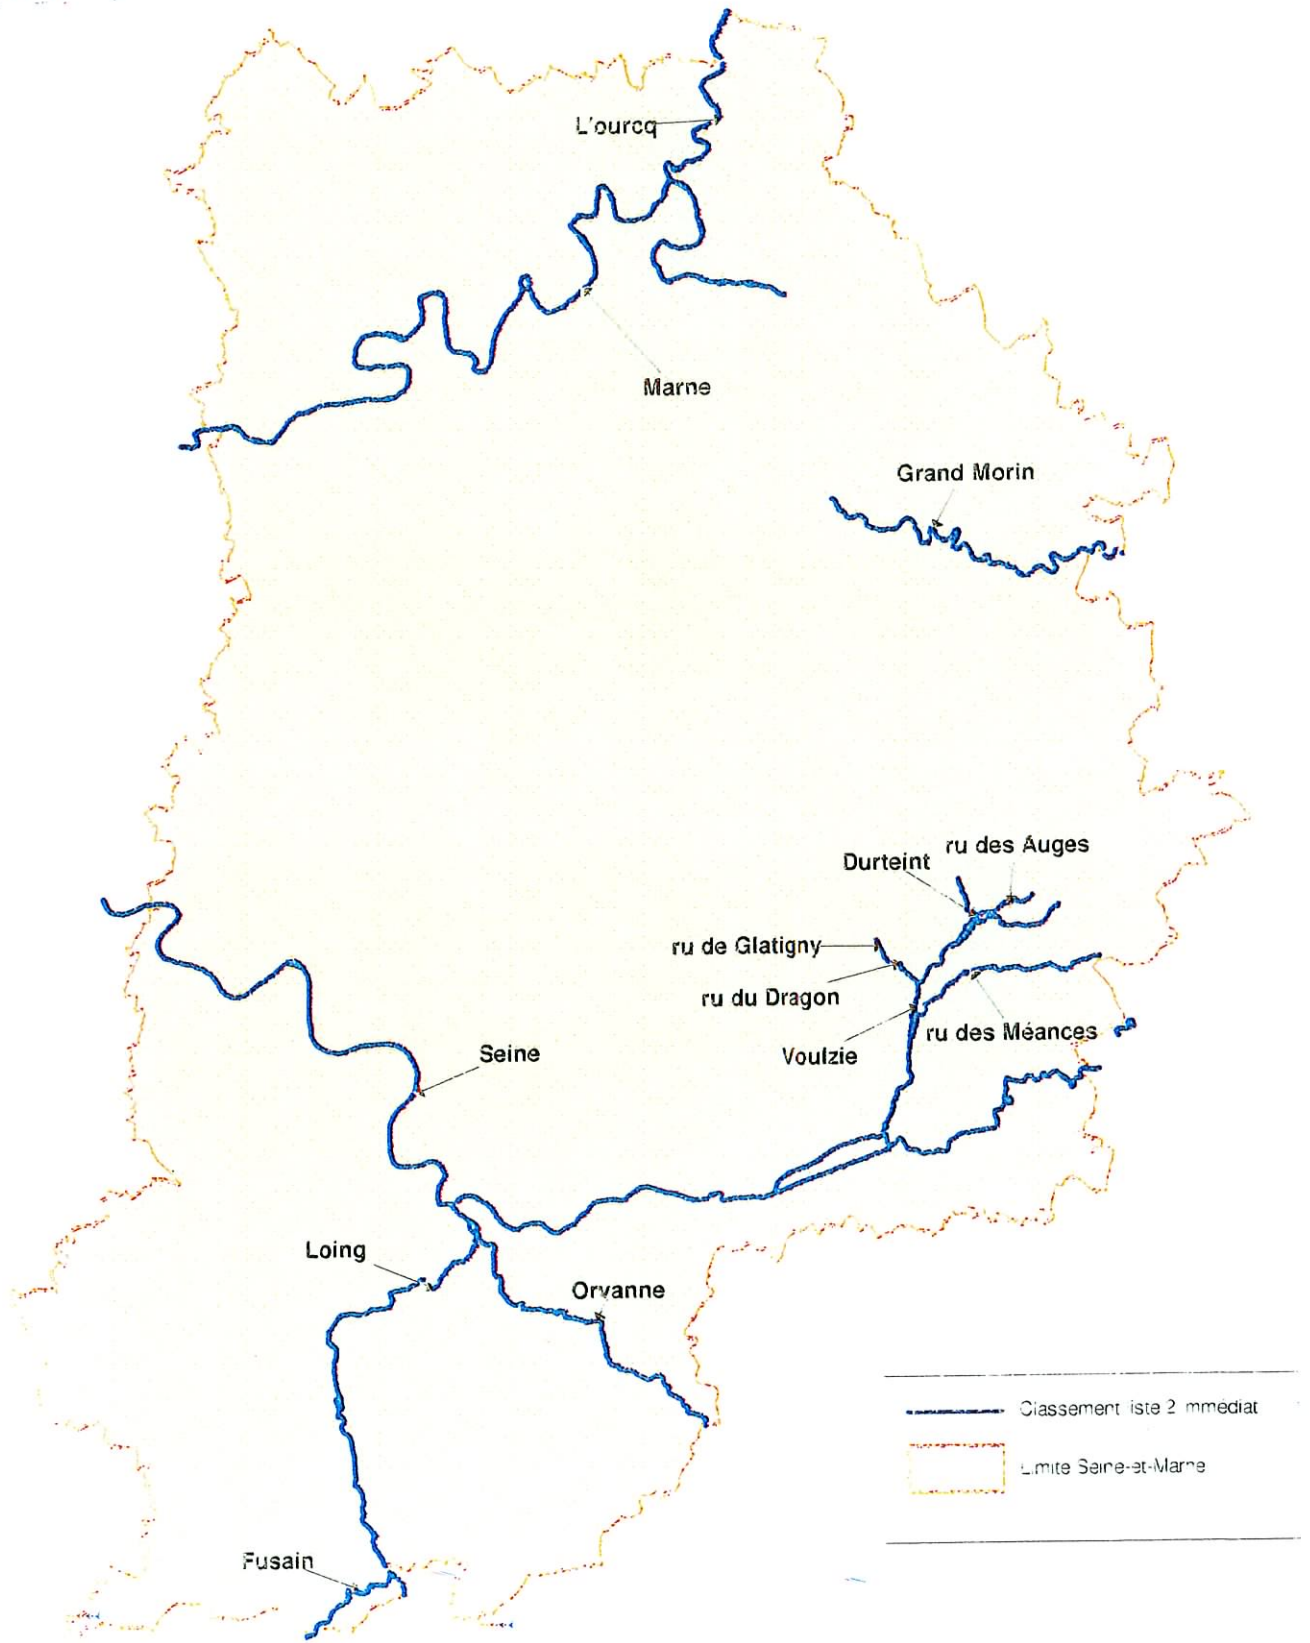 L'ourcq
Marne
Grand Morin
ru des Auges
Durteint
ru de Glatigny
ru du Dragon
ru des Méances
Voulzie
Seine
Loing
Orvanne
Classement liste 2 immédiat
Limite Seine-et-Marne
Fusain